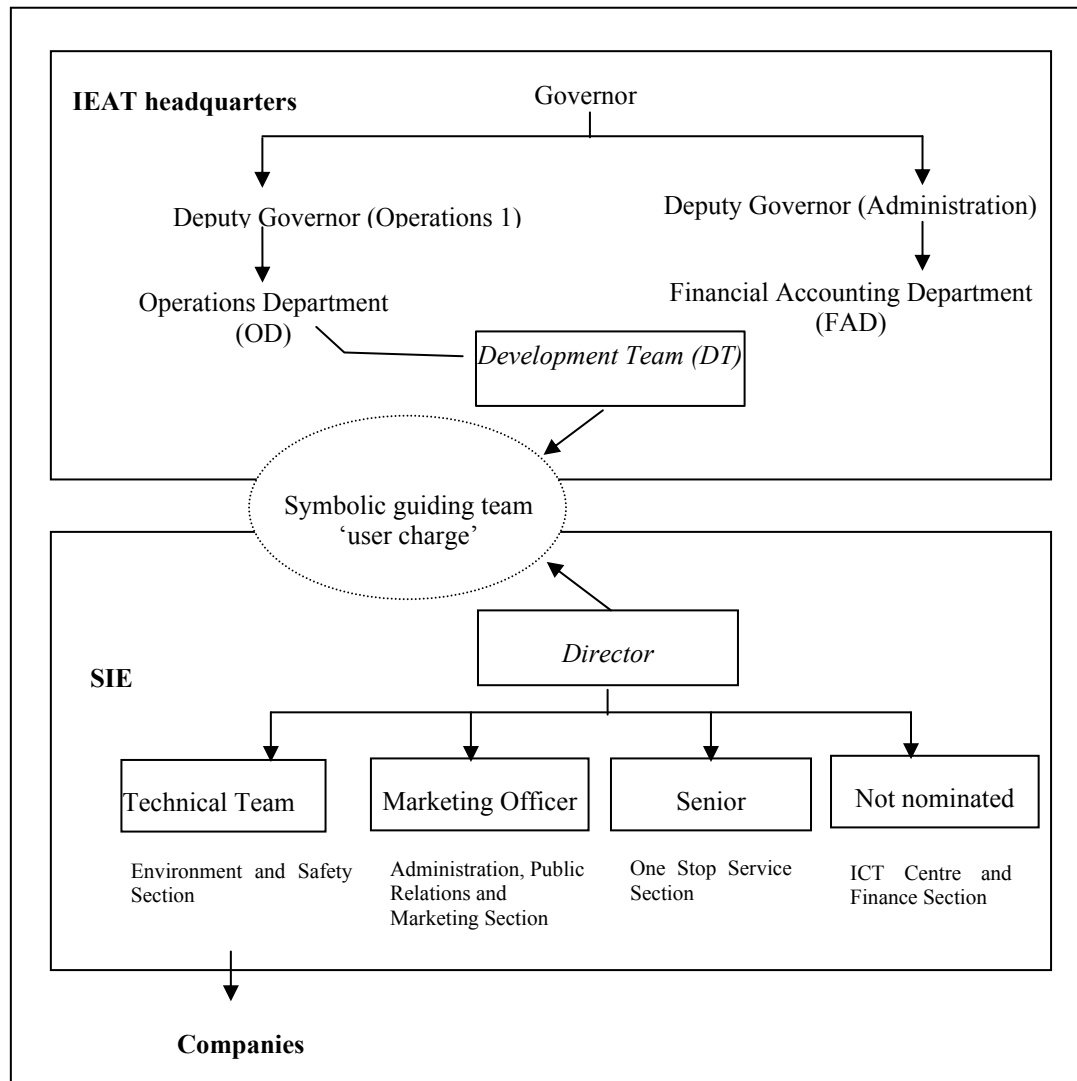 IEAT headquarters
Governor
Deputy Governor (Operations 1)
Deputy Governor (Administration)
Operations Department
(OD)
Financial Accounting Department
(FAD)
Development Team (DT)
Symbolic guiding team
‘user charge’
Director
SIE
Technical Team
Marketing Officer
Senior
Not nominated
Environment and Safety
Section
Administration, Public
Relations and
Marketing Section
One Stop Service
Section
ICT Centre and
Finance Section
Companies